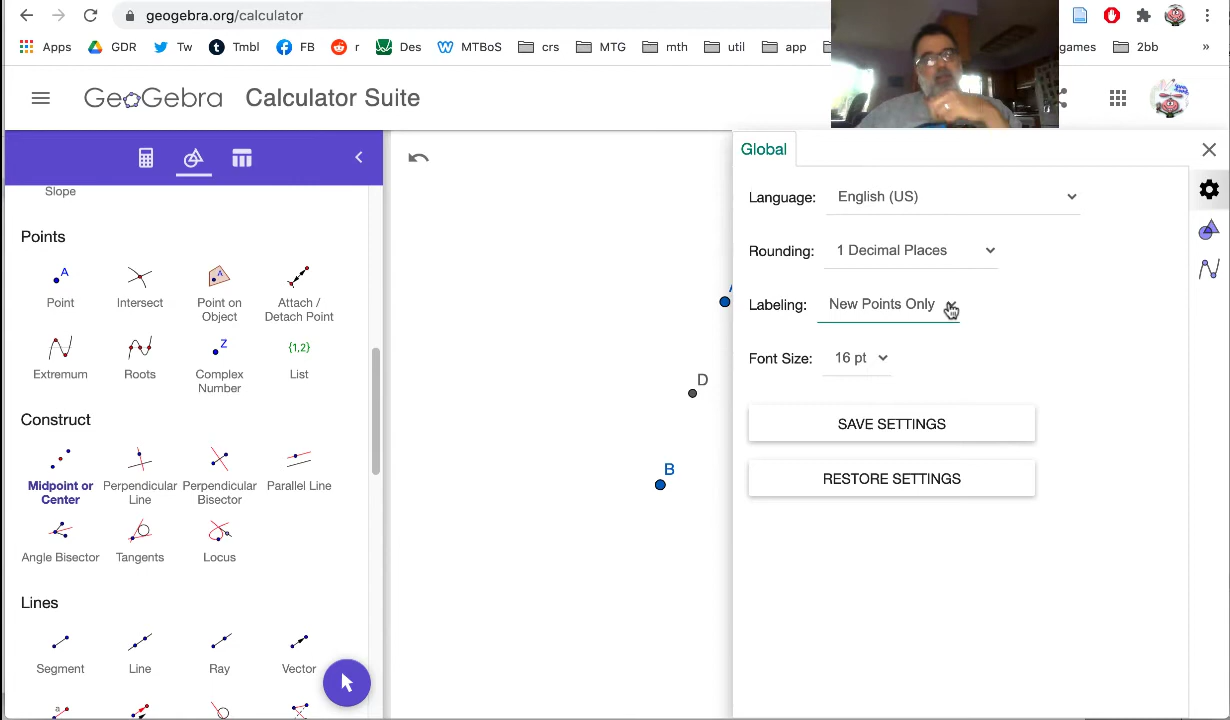 geogebra.org/calculator
Apps GDR Tw Tmbl FB r Des MTBoS crs MTG mth util app games 2bb »
GeoGebra Calculator Suite
Slope
Points
A
Point Intersect Point on Object Attach / Detach Point
Z {1,2}
Extremum Roots Complex Number List
Construct
Midpoint or Center Perpendicular Line Perpendicular Bisector Parallel Line
Angle Bisector Tangents Locus
Lines
Segment Line Ray Vector
a
D
B
Global
Language: English (US)
Rounding: 1 Decimal Places
Labeling: New Points Only
Font Size: 16 pt
SAVE SETTINGS
RESTORE SETTINGS